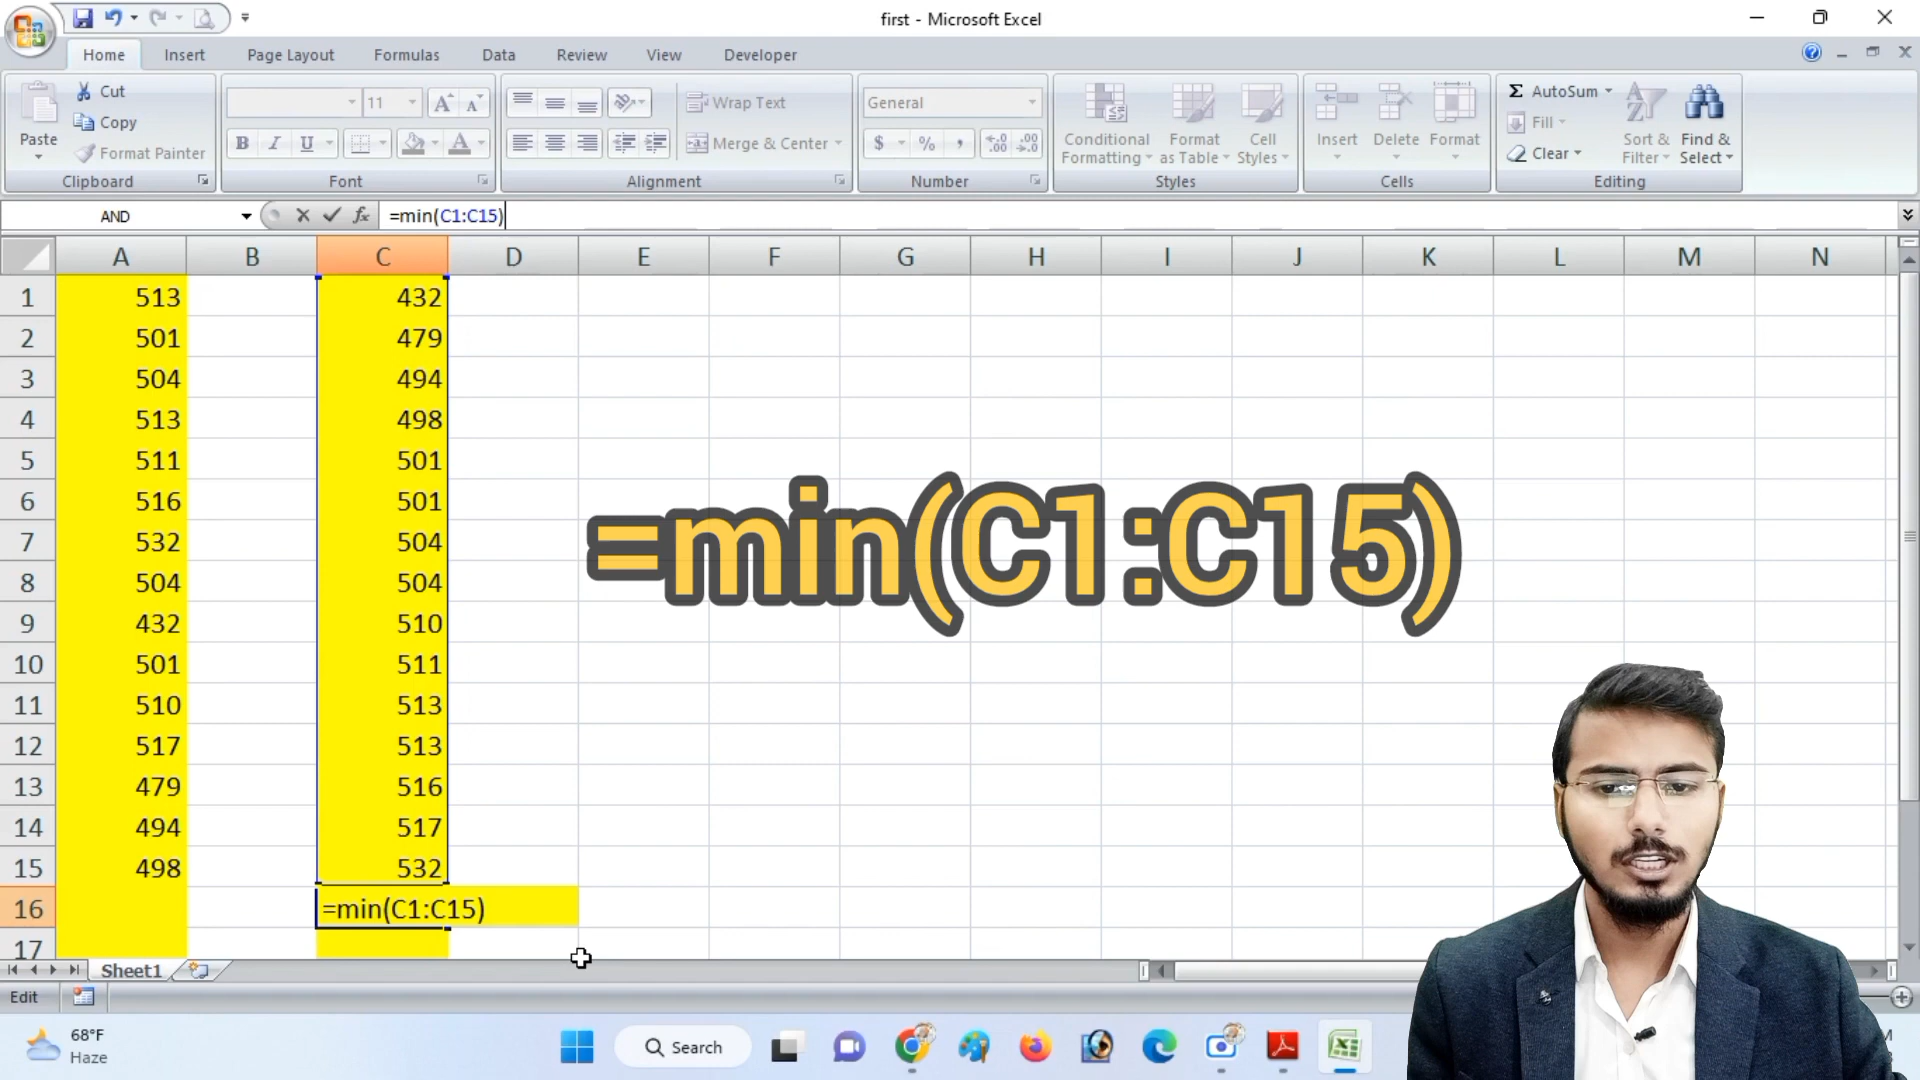 first - Microsoft Excel
Home Insert Page Layout Formulas Data Review View Developer
Cut
Copy
Format Painter
Paste
Clipboard
11
B I U
Font
Wrap Text
Merge & Center
Alignment
General
$ % ,
Number
Conditional Formatting
Format as Table
Cell Styles
Styles
Insert Delete Format
Cells
Σ AutoSum
Fill
Clear
Sort & Filter
Find & Select
Editing
AND fx =min(C1:C15)
A B C D E F G H I J K L M N
1 513 432
2 501 479
3 504 494
4 513 498
5 511 501
6 516 501
7 532 504
8 504 504
9 432 510
10 501 511
11 510 513
12 517 513
13 479 516
14 494 517
15 498 532
16 =min(C1:C15)
17
=min(C1:C15)
Sheet1
Edit
68°F
Haze
Search